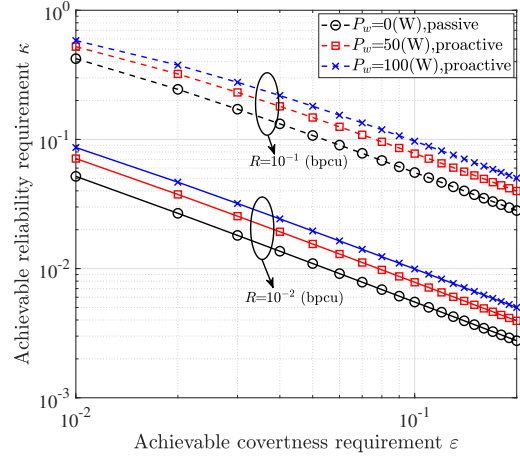 P_w=0(W),passive
P_w=50(W),proactive
P_w=100(W),proactive
10^0
10^{-1}
10^{-2}
10^{-3}
Achievable reliability requirement κ
R=10^{-1} (bpcu)
R=10^{-2} (bpcu)
10^{-2}
10^{-1}
Achievable covertness requirement ε